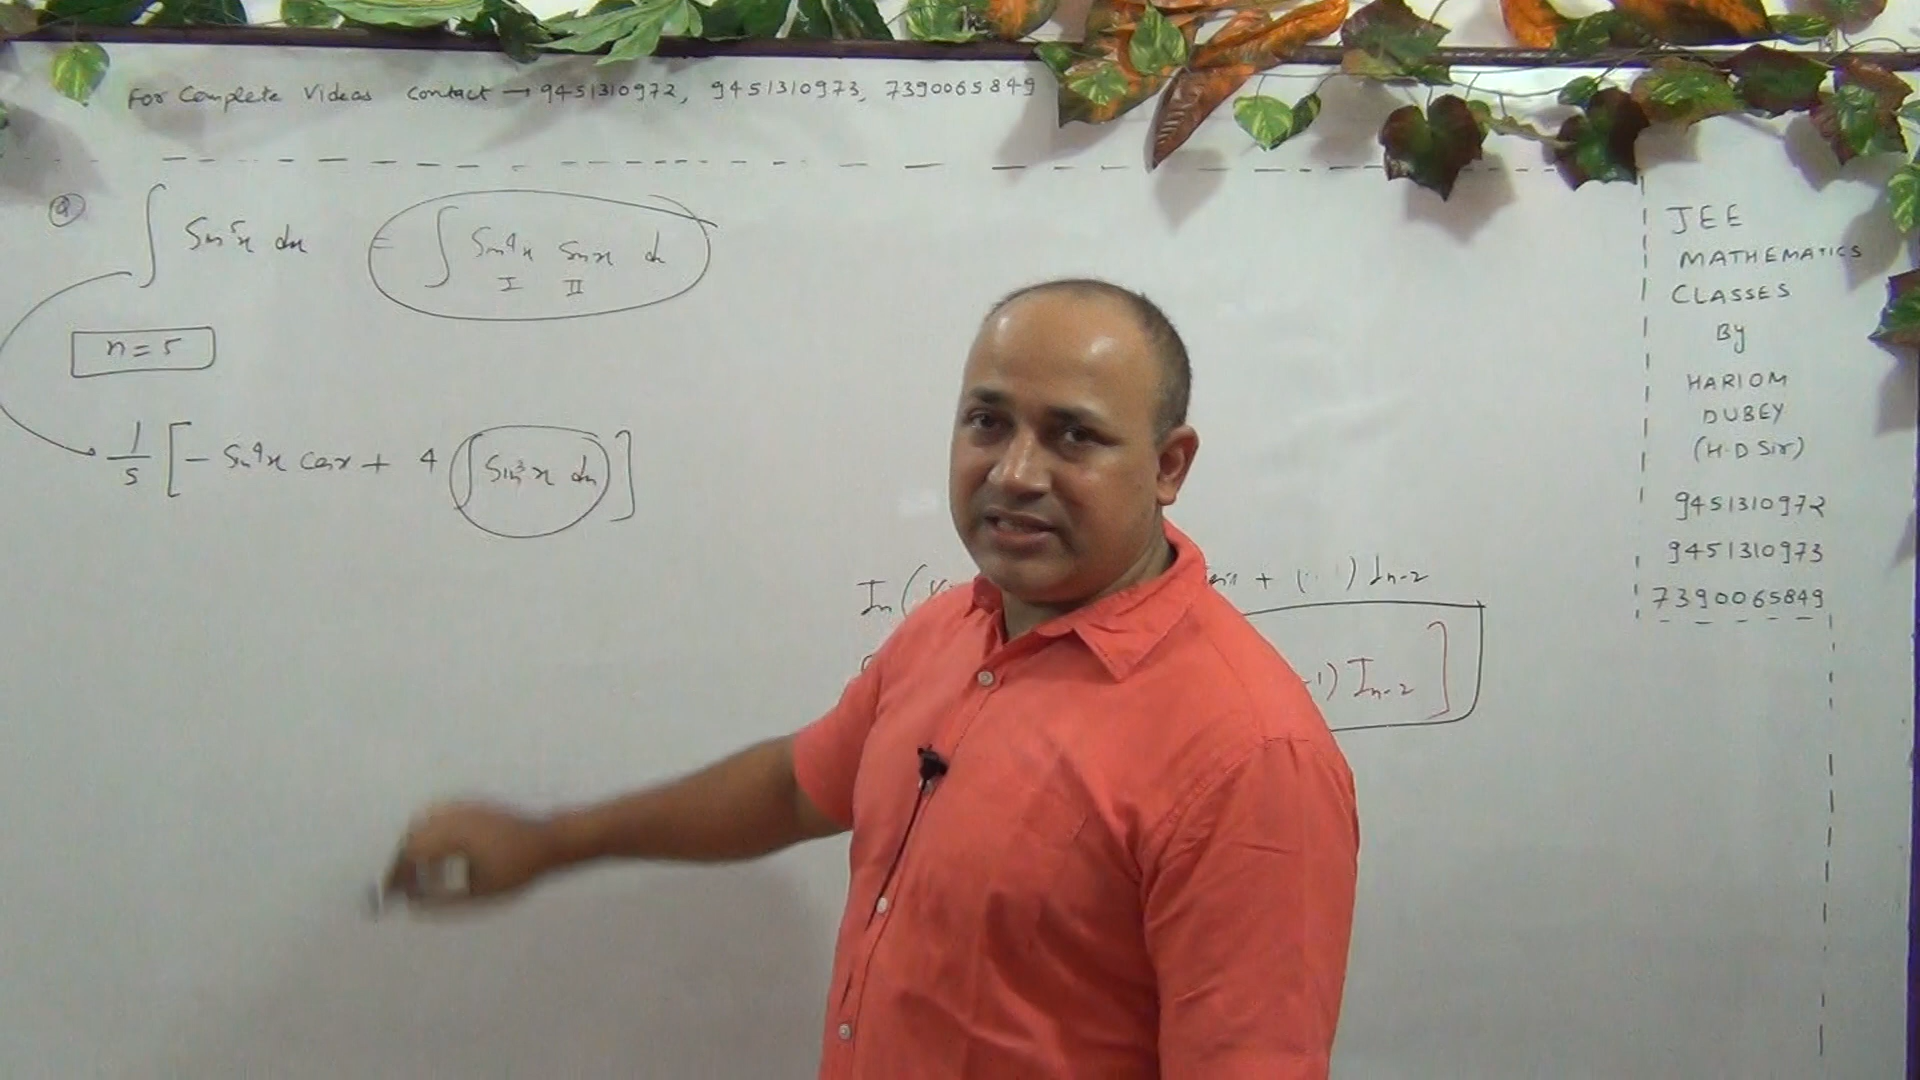 For Complete Videos Contact → 9451310972, 9451310973, 7390065849
Q
∫ Sin⁵x dx = ∫ Sin⁴x Sinx dx
I II
n = 5
1/5 [ - Sin⁴x Cosx + 4 ∫ Sin³x dx ]
In (
+ ( ) In-2
-1) In-2 ]
JEE
MATHEMATICS
CLASSES
By
HARIOM
DUBEY
(H.D Sir)
9451310972
9451310973
7390065849